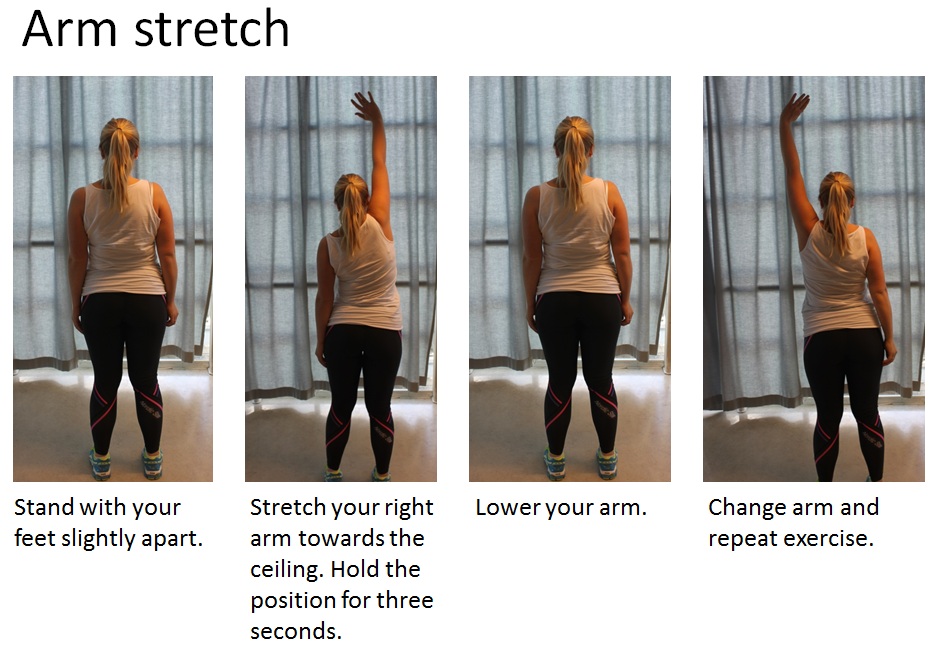 Arm stretch
Stand with your
feet slightly apart.
Stretch your right
arm towards the
ceiling. Hold the
position for three
seconds.
Lower your arm.
Change arm and
repeat exercise.